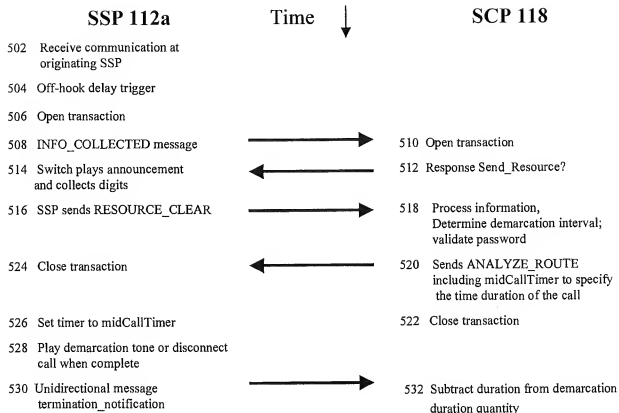 SSP 112a Time SCP 118
502 Receive communication at
originating SSP
504 Off-hook delay trigger
506 Open transaction
508 INFO_COLLECTED message
510 Open transaction
514 Switch plays announcement
and collects digits
512 Response Send_Resource?
516 SSP sends RESOURCE_CLEAR
518 Process information,
Determine demarcation interval;
validate password
524 Close transaction
520 Sends ANALYZE_ROUTE
including midCallTimer to specify
the time duration of the call
526 Set timer to midCallTimer
522 Close transaction
528 Play demarcation tone or disconnect
call when complete
530 Unidirectional message
termination_notification
532 Subtract duration from demarcation
duration quantity